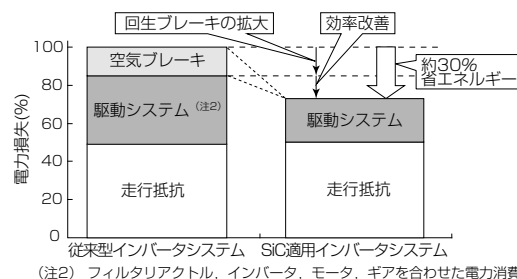 回生ブレーキの拡大
効率改善
100
80
60
40
20
0
電力損失(%)
空気ブレーキ
駆動システム（注2）
走行抵抗
約30%
省エネルギー
駆動システム
走行抵抗
従来型インバータシステム
SiC適用インバータシステム
（注2） フィルタリアクトル，インバータ，モータ，ギアを合わせた電力消費